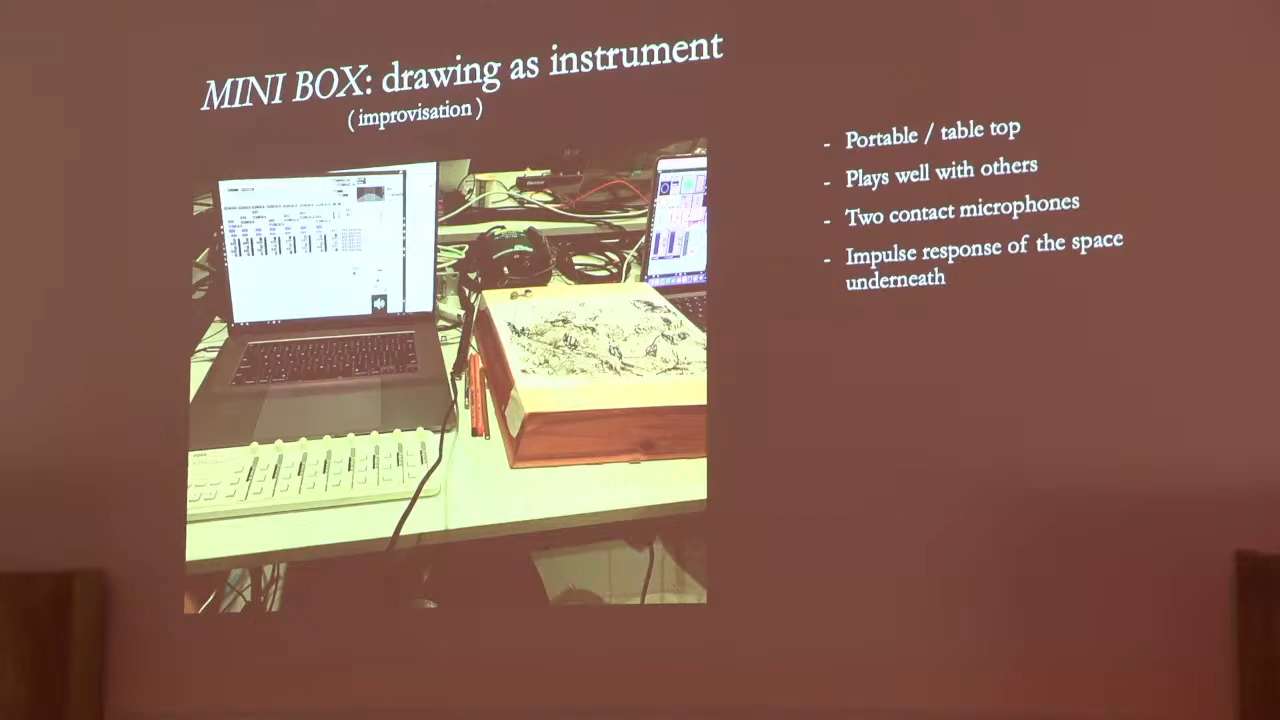 MINI BOX: drawing as instrument
( improvisation )
- Portable / table top
- Plays well with others
- Two contact microphones
- Impulse response of the space
underneath